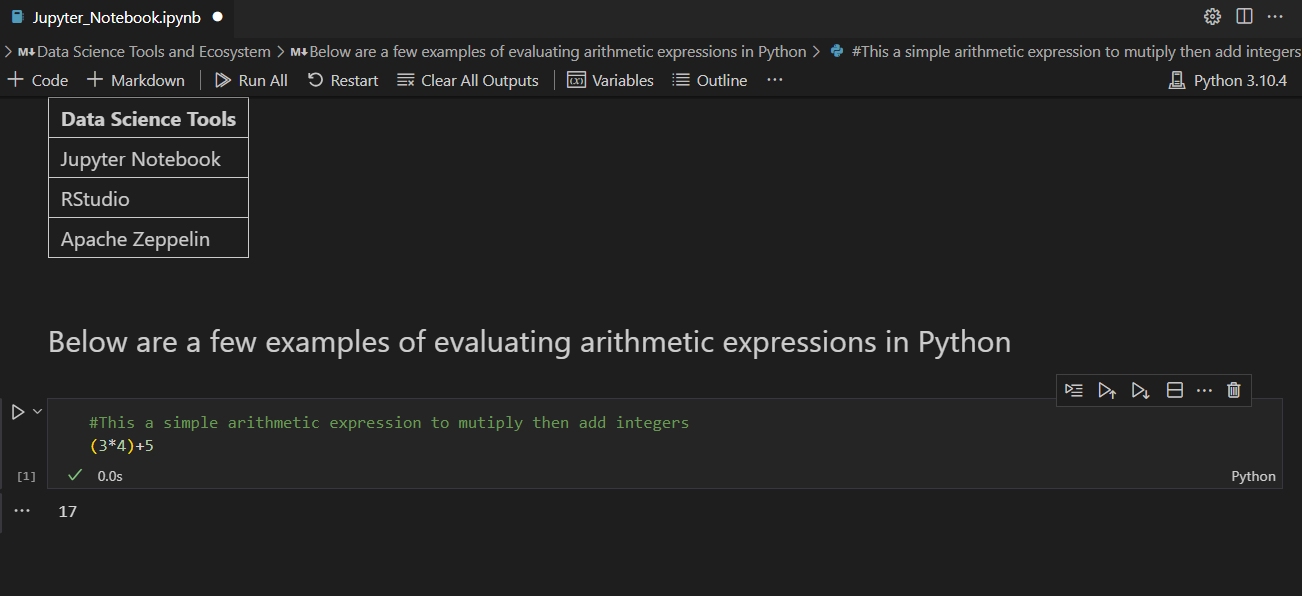 Jupyter_Notebook.ipynb
M↓Data Science Tools and Ecosystem > M↓Below are a few examples of evaluating arithmetic expressions in Python > #This a simple arithmetic expression to mutiply then add integers
+ Code + Markdown Run All Restart Clear All Outputs Variables Outline ... Python 3.10.4
Data Science Tools
Jupyter Notebook
RStudio
Apache Zeppelin
Below are a few examples of evaluating arithmetic expressions in Python
#This a simple arithmetic expression to mutiply then add integers
(3*4)+5
[1] 0.0s Python
17